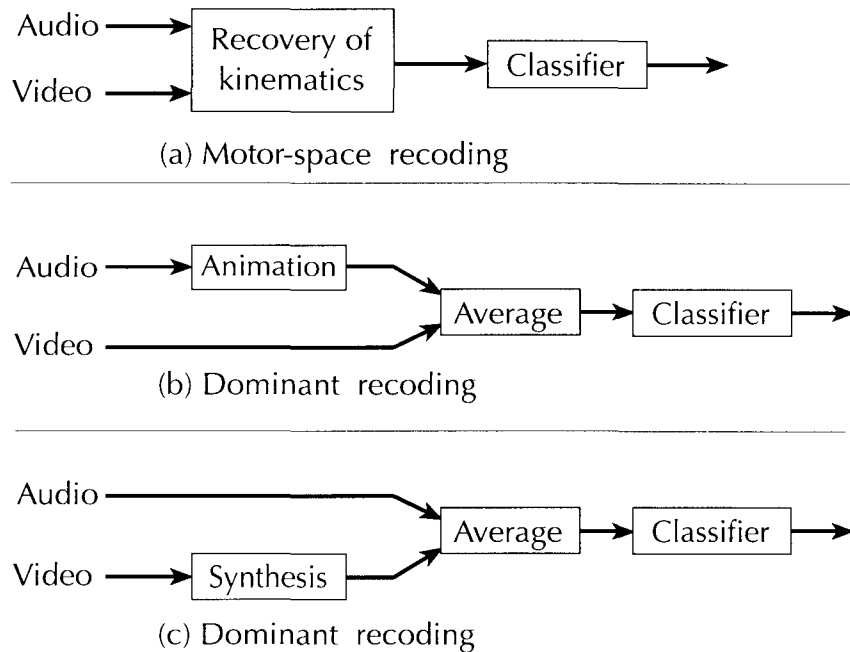 Audio
Recovery of
kinematics
Classifier
Video
(a) Motor-space recoding
Audio
Animation
Average
Classifier
Video
(b) Dominant recoding
Audio
Average
Classifier
Video
Synthesis
(c) Dominant recoding